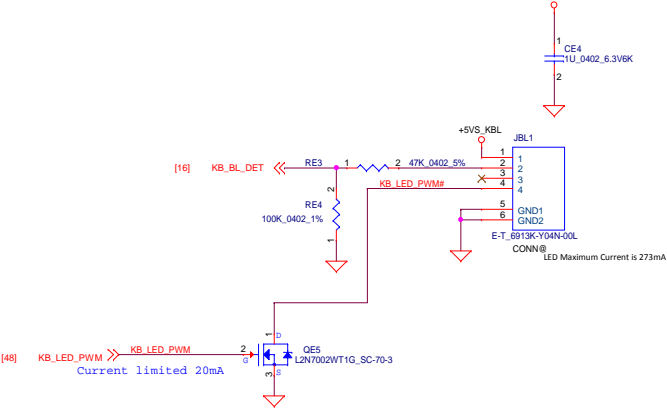 1
CE4
1U_0402_6.3V6K
2
+5VS_KBL
JBL1
[16] KB_BL_DET RE3 1 2 47K_0402_5%
1 1
2 2
3 3
4 4
KB_LED_PWM#
2
RE4
100K_0402_1%
1
5 GND1
6 GND2
E-T_6913K-Y04N-00L
CONN@
LED Maximum Current is 273mA
1 D
QE5
L2N7002WT1G_SC-70-3
[48] KB_LED_PWM KB_LED_PWM 2 G
Current limited 20mA
3 S